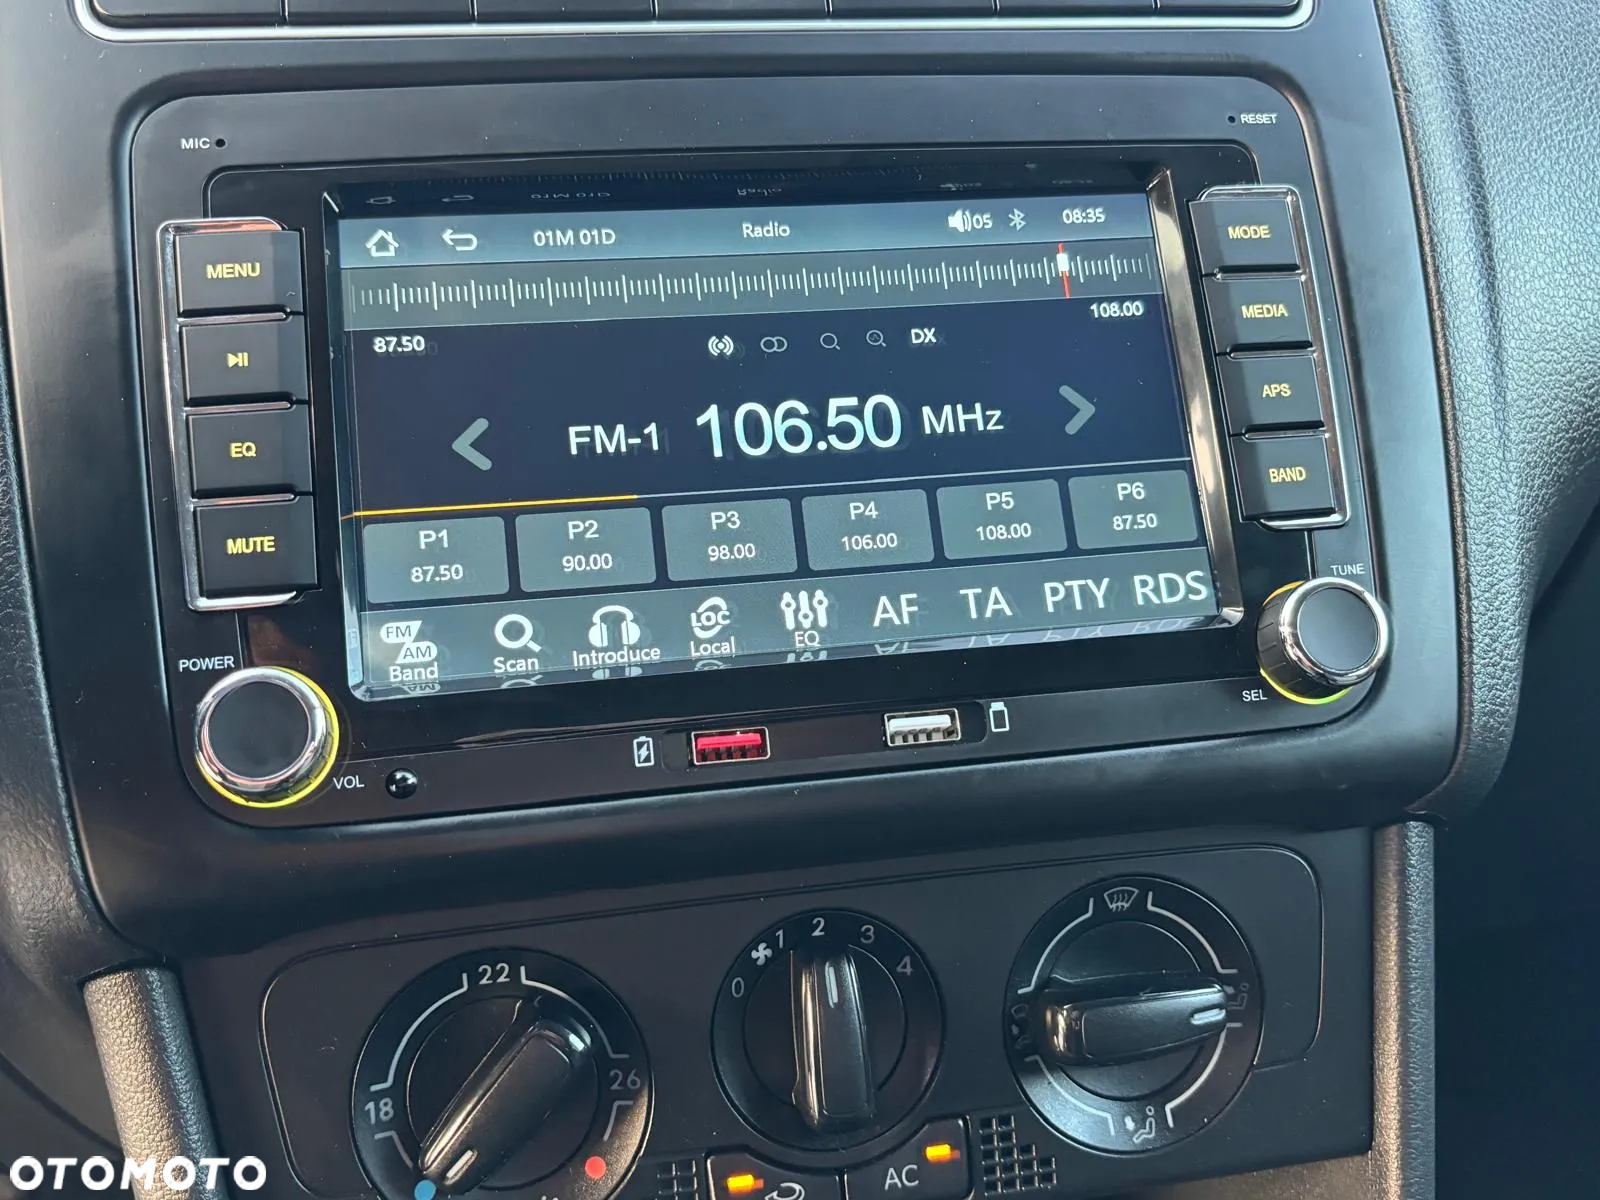 MIC
RESET
01M 01D
Radio
05
08:35
MENU
MODE
EQ
MEDIA
MUTE
APS
BAND
87.50
108.00
DX
FM-1 106.50 MHz
P1
87.50
P2
90.00
P3
98.00
P4
106.00
P5
108.00
P6
87.50
FM
AM
Band
Scan
Introduce
LOC
Local
EQ
AF
TA
PTY
RDS
POWER
VOL
TUNE
SEL
18
22
26
0
1
2
3
4
AC
OTOMOTO